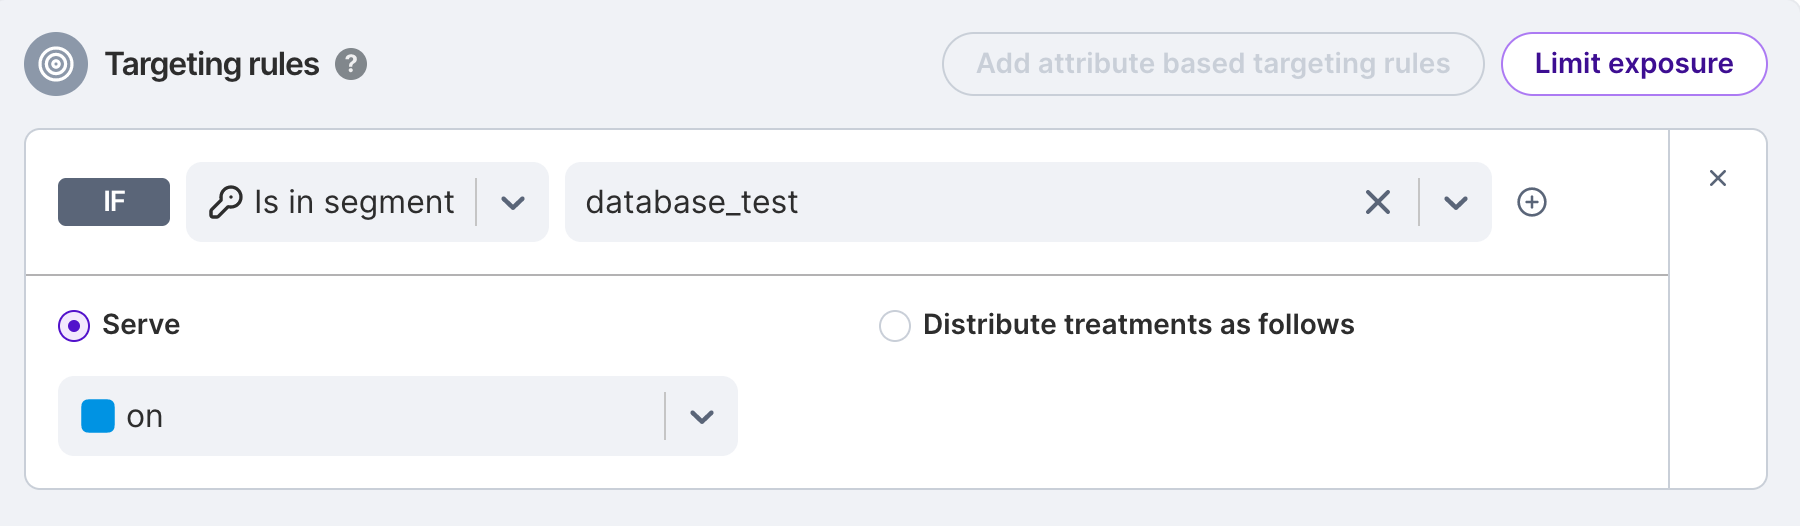 Targeting rules ?
Add attribute based targeting rules
Limit exposure
IF Is in segment database_test
Serve
Distribute treatments as follows
on